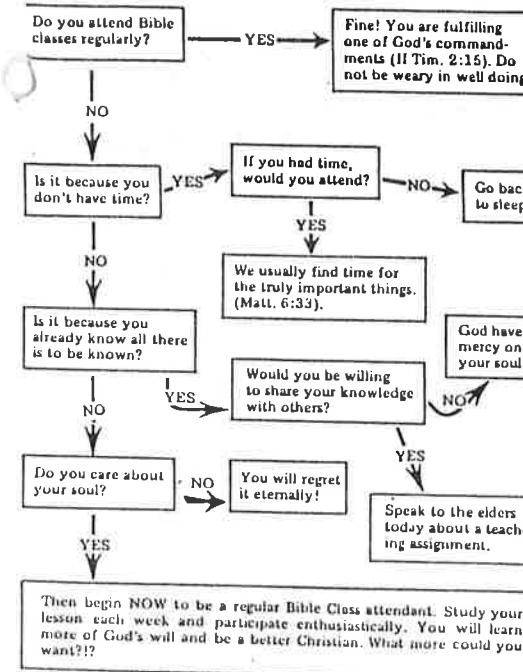 Do you attend Bible
classes regularly?
YES
Fine! You are fulfilling
one of God's command-
ments (II Tim. 2:15). Do
not be weary in well doing
NO
Is it because you
don't have time?
YES
If you had time,
would you attend?
NO
Go bac
to sleep
YES
NO
We usually find time for
the truly important things.
(Matt. 6:33).
Is it because you
already know all there
is to be known?
YES
Would you be willing
to share your knowledge
with others?
NO
God have
mercy on
your soul
NO
YES
Do you care about
your soul?
NO
You will regret
it eternally!
Speak to the elders
today about a teach-
ing assignment.
YES
Then begin NOW to be a regular Bible Class attendant. Study your
lesson each week and participate enthusiastically. You will learn
more of God's will and be a better Christian. What more could you
want?!?